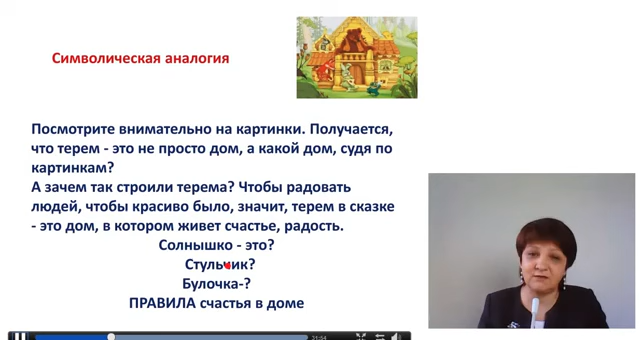 Символическая аналогия
Посмотрите внимательно на картинки. Получается,
что терем - это не просто дом, а какой дом, судя по
картинкам?
А зачем так строили терема? Чтобы радовать
людей, чтобы красиво было, значит, терем в сказке
- это дом, в котором живет счастье, радость.
Солнышко - это?
Стульчик?
Булочка-?
ПРАВИЛА счастья в доме